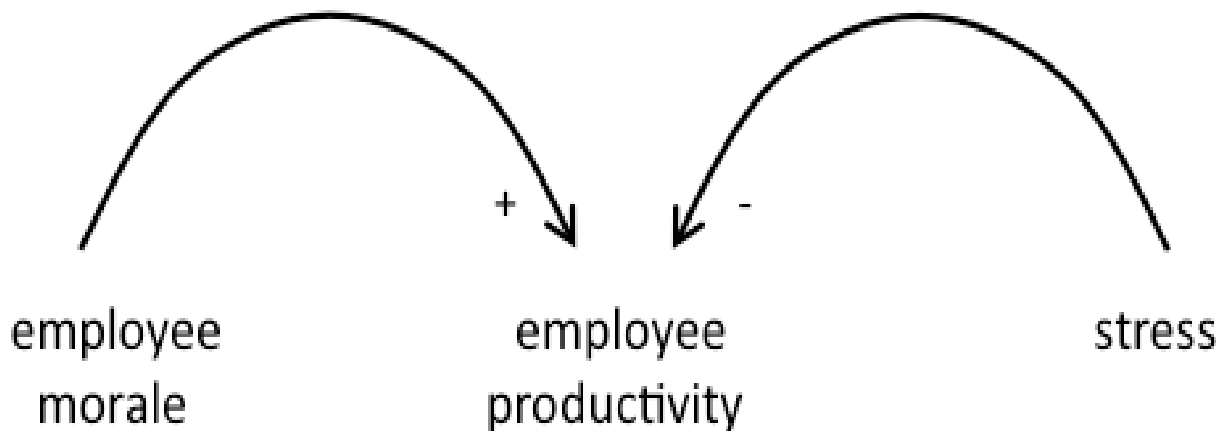 +
-
employee
morale
employee
productivity
stress